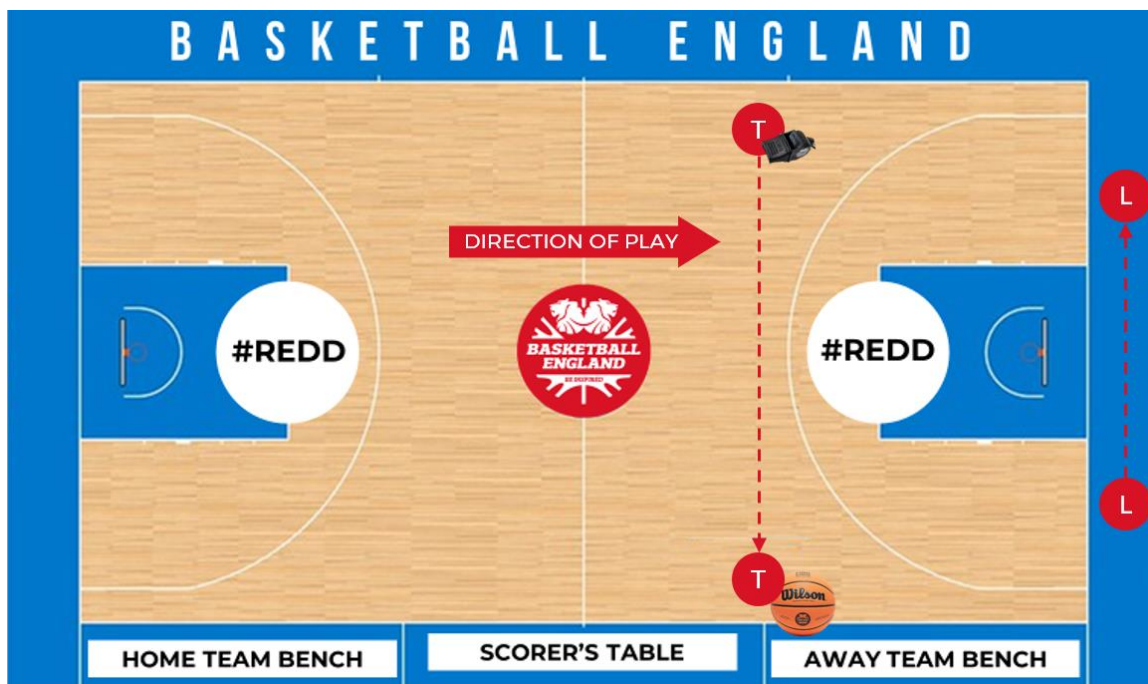 BASKETBALL ENGLAND
T
L
DIRECTION OF PLAY
#REDD
BASKETBALL
ENGLAND
#REDD
L
T
Wilson
HOME TEAM BENCH
SCORER'S TABLE
AWAY TEAM BENCH